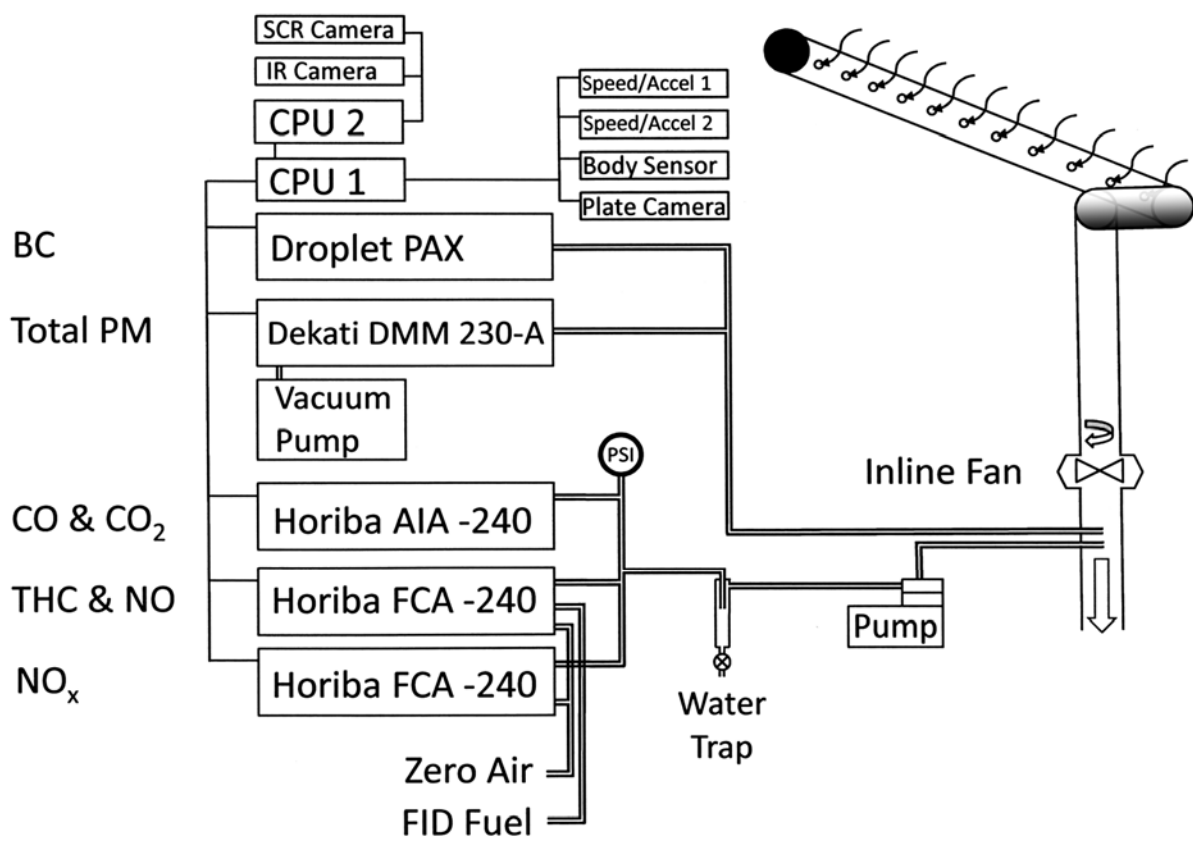 SCR Camera
IR Camera
CPU 2
CPU 1
Speed/Accel 1
Speed/Accel 2
Body Sensor
Plate Camera
BC
Droplet PAX
Total PM
Dekati DMM 230-A
Vacuum
Pump
PSI
Inline Fan
CO & CO₂
Horiba AIA -240
THC & NO
Horiba FCA -240
Pump
NOₓ
Horiba FCA -240
Water
Trap
Zero Air
FID Fuel